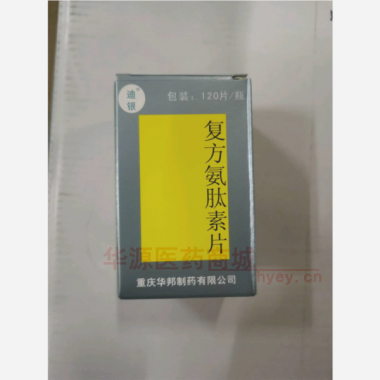 迪银
包装：120片/瓶
复方氨肽素片
华源医药商城
hyey.cn
重庆华邦制药有限公司